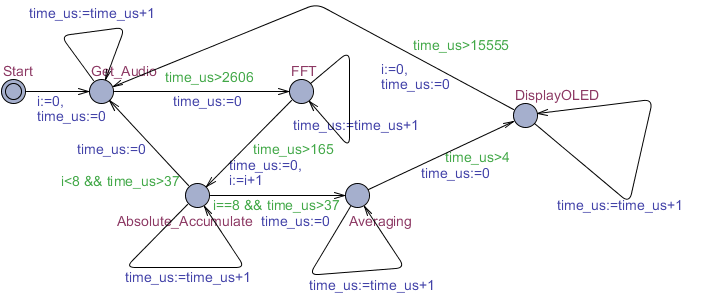 time_us:=time_us+1
Start
Get_Audio
i:=0,
time_us:=0
time_us>2606
time_us:=0
FFT
time_us:=time_us+1
time_us>15555
i:=0,
time_us:=0
DisplayOLED
time_us:=time_us+1
time_us:=0
time_us>165
time_us:=0,
i:=i+1
i<8 && time_us>37
time_us>4
time_us:=0
Absolute_Accumulate
i==8 && time_us>37
time_us:=0
Averaging
time_us:=time_us+1
time_us:=time_us+1